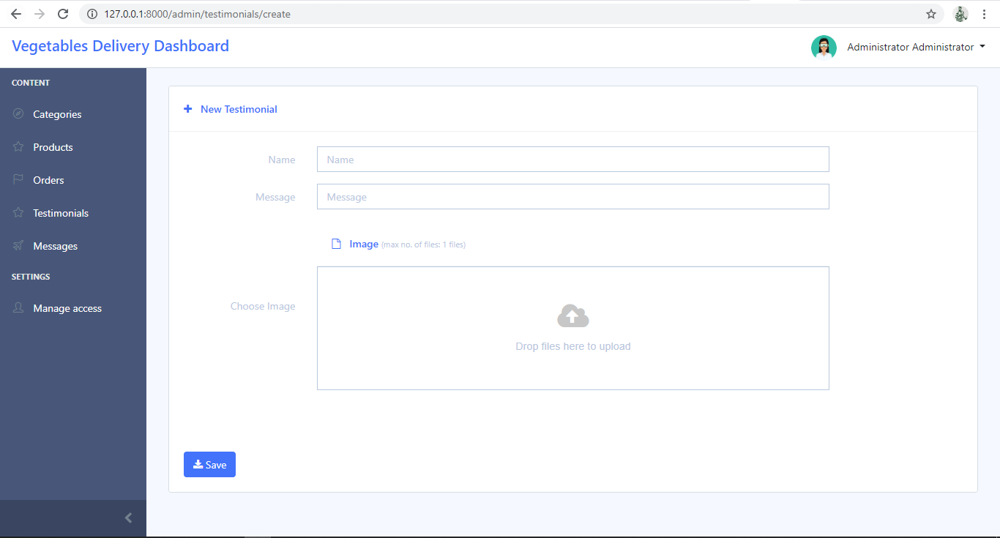 127.0.0.1:8000/admin/testimonials/create
Vegetables Delivery Dashboard
Administrator Administrator
CONTENT
Categories
Products
Orders
Testimonials
Messages
SETTINGS
Manage access
New Testimonial
Name
Name
Message
Message
Image (max no. of files: 1 files)
Choose Image
Drop files here to upload
Save